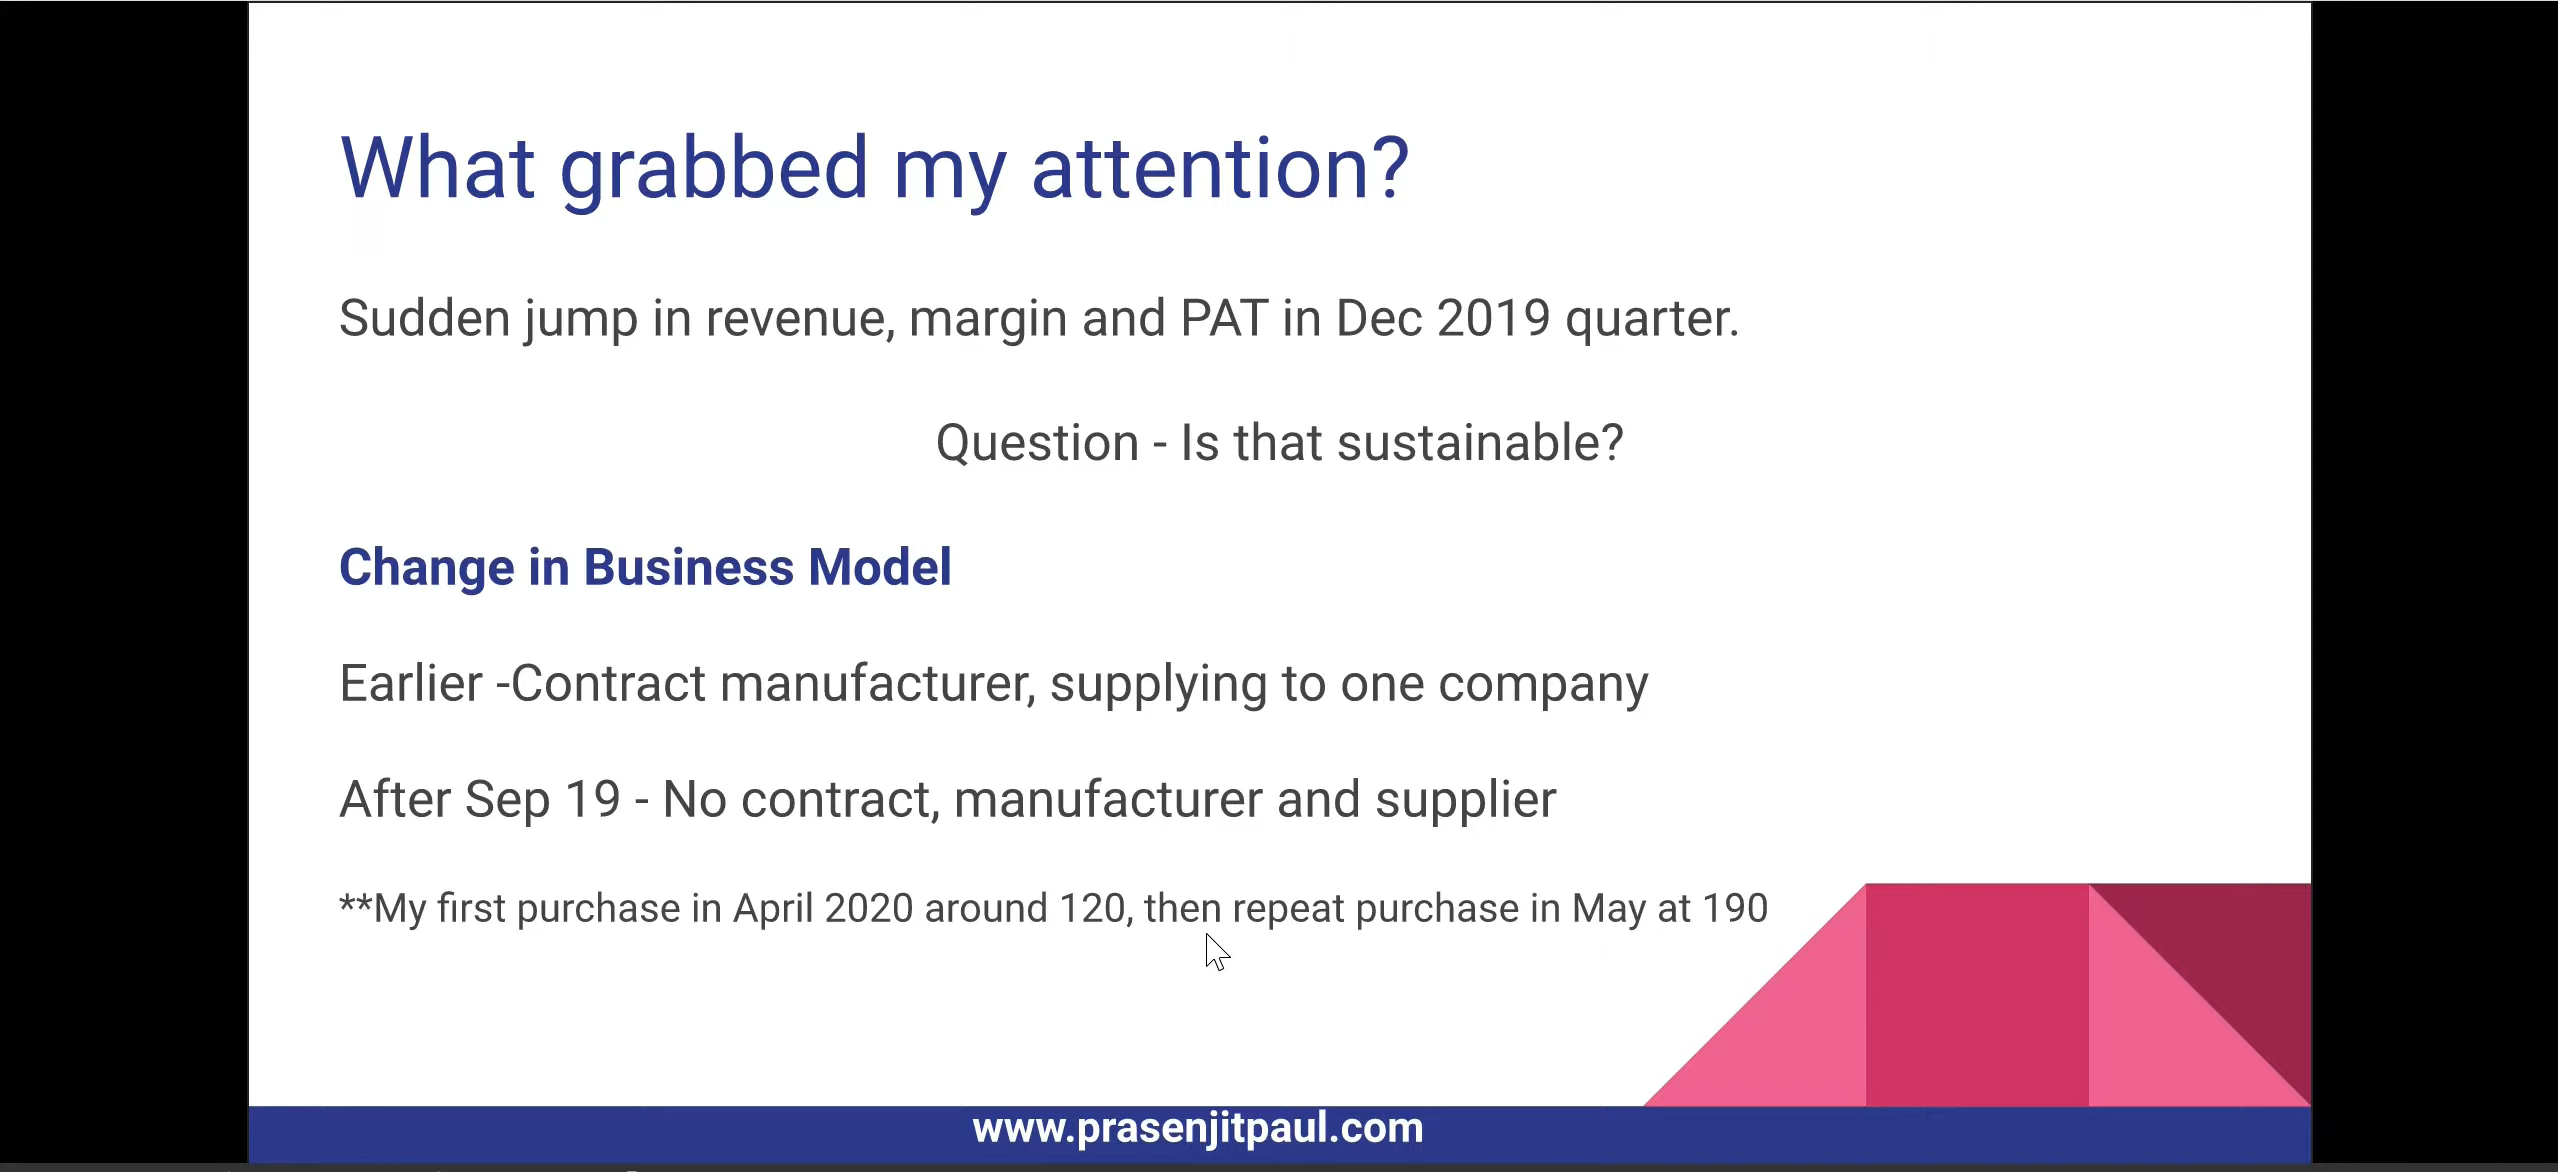 What grabbed my attention?
Sudden jump in revenue, margin and PAT in Dec 2019 quarter.
Question - Is that sustainable?
Change in Business Model
Earlier -Contract manufacturer, supplying to one company
After Sep 19 - No contract, manufacturer and supplier
**My first purchase in April 2020 around 120, then repeat purchase in May at 190
www.prasenjitpaul.com